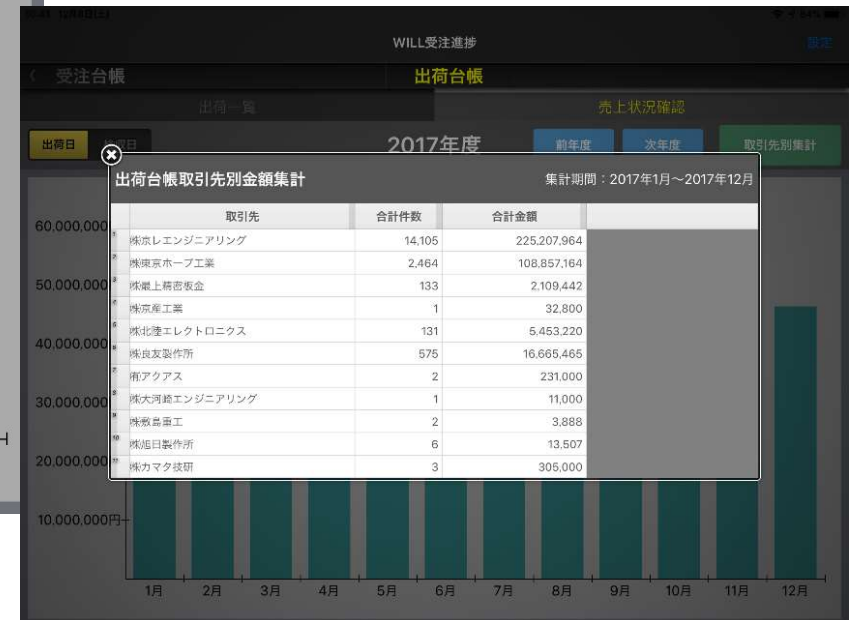 WILL受注進捗
設定
受注台帳
出荷台帳
出荷一覧
売上状況確認
出荷日
2017年度
前年度
次年度
取引先別集計
出荷台帳取引先別金額集計
集計期間：2017年1月～2017年12月
取引先 合計件数 合計金額
1 ㈱京レエンジニアリング 14,105 225,207,964
2 ㈱東京ホープ工業 2,464 108,857,164
3 ㈱最上精密板金 133 2,109,442
4 ㈱京産工業 1 32,800
5 ㈱北陸エレクトロニクス 131 5,453,220
6 ㈱良友製作所 575 16,665,465
7 ㈲アクアス 2 231,000
8 ㈱大河崎エンジニアリング 1 11,000
9 ㈱敷島重工 2 3,888
10 ㈱旭日製作所 6 13,507
11 ㈱カマタ技研 3 305,000
60,000,000
50,000,000
40,000,000
30,000,000
20,000,000
10,000,000円
1月 2月 3月 4月 5月 6月 7月 8月 9月 10月 11月 12月